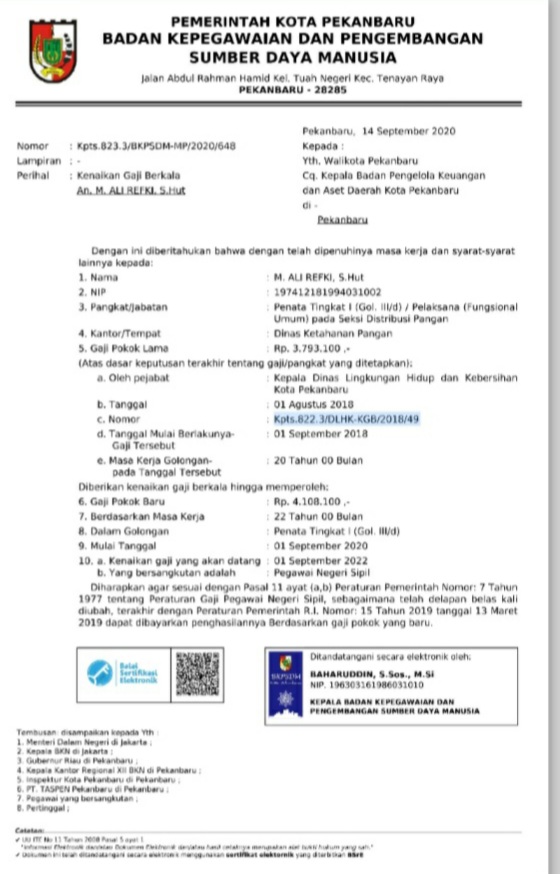 PEMERINTAH KOTA PEKANBARU
BADAN KEPEGAWAIAN DAN PENGEMBANGAN
SUMBER DAYA MANUSIA
Jalan Abdul Rahman Hamid Kel. Tuah Negeri Kec. Tenayan Raya
PEKANBARU - 28285
Pekanbaru, 14 September 2020
Nomor : Kpts.823.3/BKPSDM-MP/2020/648
Kepada :
Lampiran : -
Yth. Walikota Pekanbaru
Perihal : Kenaikan Gaji Berkala
Cq. Kepala Badan Pengelola Keuangan
An. M. ALI REFKI, S.Hut
dan Aset Daerah Kota Pekanbaru
di -
Pekanbaru
Dengan ini diberitahukan bahwa dengan telah dipenuhinya masa kerja dan syarat-syarat
lainnya kepada:
1. Nama : M. ALI REFKI, S.Hut
2. NIP : 197412181994031002
3. Pangkat/Jabatan : Penata Tingkat I (Gol. III/d) / Pelaksana (Fungsional
Umum) pada Seksi Distribusi Pangan
4. Kantor/Tempat : Dinas Ketahanan Pangan
5. Gaji Pokok Lama : Rp. 3.793.100 ,-
(Atas dasar keputusan terakhir tentang gaji/pangkat yang ditetapkan):
a. Oleh pejabat : Kepala Dinas Lingkungan Hidup dan Kebersihan
Kota Pekanbaru
b. Tanggal : 01 Agustus 2018
c. Nomor : Kpts.822.3/DLHK-KGB/2018/49
d. Tanggal Mulai Berlakunya- : 01 September 2018
Gaji Tersebut
e. Masa Kerja Golongan- : 20 Tahun 00 Bulan
pada Tanggal Tersebut
Diberikan kenaikan gaji berkala hingga memperoleh:
6. Gaji Pokok Baru : Rp. 4.108.100 ,-
7. Berdasarkan Masa Kerja : 22 Tahun 00 Bulan
8. Dalam Golongan : Penata Tingkat I (Gol. III/d)
9. Mulai Tanggal : 01 September 2020
10. a. Kenaikan gaji yang akan datang : 01 September 2022
b. Yang bersangkutan adalah : Pegawai Negeri Sipil
Diharapkan agar sesuai dengan Pasal 11 ayat (a,b) Peraturan Pemerintah Nomor: 7 Tahun
1977 tentang Peraturan Gaji Pegawai Negeri Sipil, sebagaimana telah delapan belas kali
diubah, terakhir dengan Peraturan Pemerintah R.I. Nomor: 15 Tahun 2019 tanggal 13 Maret
2019 dapat dibayarkan penghasilannya Berdasarkan gaji pokok yang baru.
Balai
Sertifikasi
Elektronik
BKPSDM
Ditandatangani secara elektronik oleh:
BAHARUDDIN, S.Sos., M.Si
NIP. 196303161986031010
KEPALA BADAN KEPEGAWAIAN DAN
PENGEMBANGAN SUMBER DAYA MANUSIA
Tembusan: disampaikan kepada Yth :
1. Menteri Dalam Negeri di Jakarta ;
2. Kepala BKN di Jakarta ;
3. Gubernur Riau di Pekanbaru ;
4. Kepala Kantor Regional XII BKN di Pekanbaru ;
5. Inspektur Kota Pekanbaru di Pekanbaru ;
6. PT. TASPEN Pekanbaru di Pekanbaru ;
7. Pegawai yang bersangkutan ;
8. Pertinggal ;
Catatan:
✓ UU ITE No 11 Tahun 2008 Pasal 5 ayat 1
✓ Dokumen ini telah ditandatangani secara elektronik menggunakan sertifikat elektronik yang diterbitkan BSrE